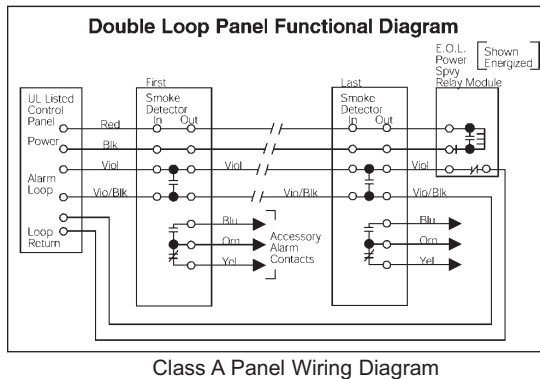 Double Loop Panel Functional Diagram
E.O.L.
Power
Spvy
Relay Module
Shown
Energized
UL Listed
Control
Panel
First
Smoke
Detector
In Out
Last
Smoke
Detector
In Out
Power
Red
Blk
Alarm
Loop
Viol
Viol
Viol
Vio/Blk
Vio/Blk
Vio/Blk
Loop
Return
Blu
Orn
Yel
Accessory
Alarm
Contacts
Blu
Orn
Yel
Class A Panel Wiring Diagram